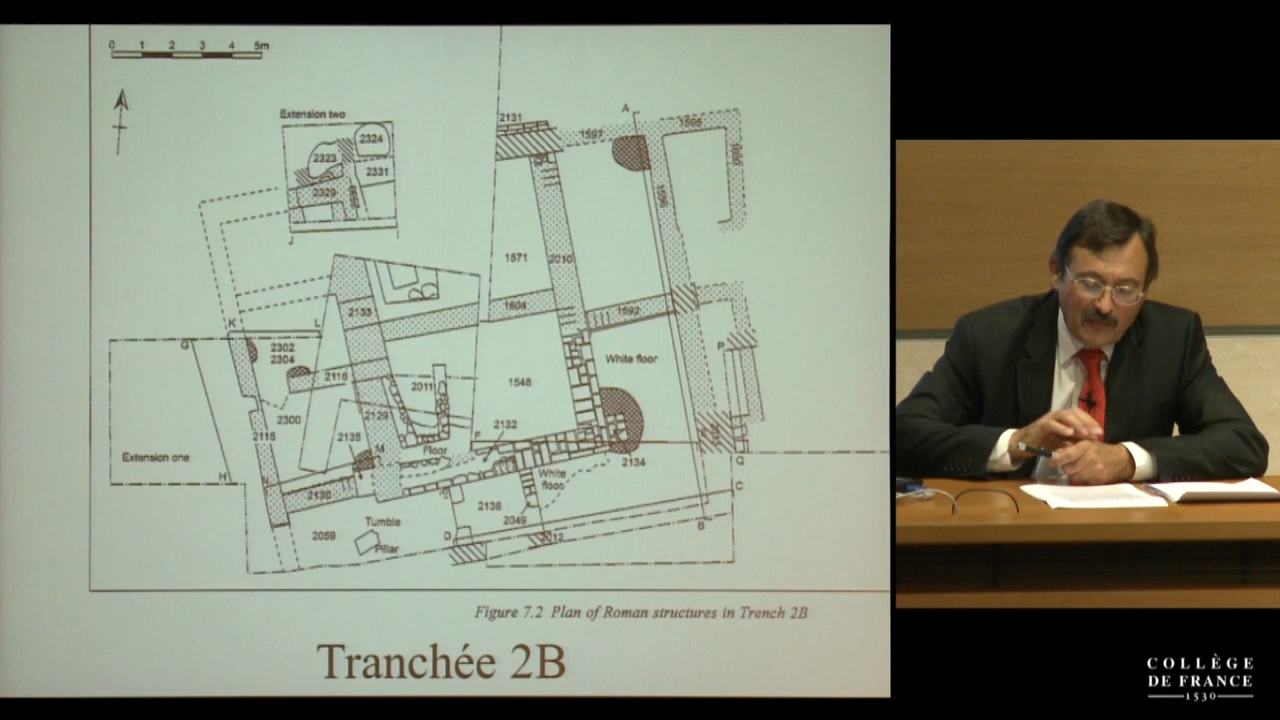 0 1 2 3 4 5m
Extension two
2324
2323
2331
2329
2131
1597
A
1595
1571
2010
1604
1592
2133
K L
G
2302
2304
2118
2011
1548
White floor
P
2300
2129
2132
2115
2135
M
F
Floor
Extension one
H
2134
White
floor
Q
2130
C
2136
2049
B
2059
Tumble
Pillar
D
2012
Figure 7.2 Plan of Roman structures in Trench 2B
Tranchée 2B
COLLÈGE
DE FRANCE
1530